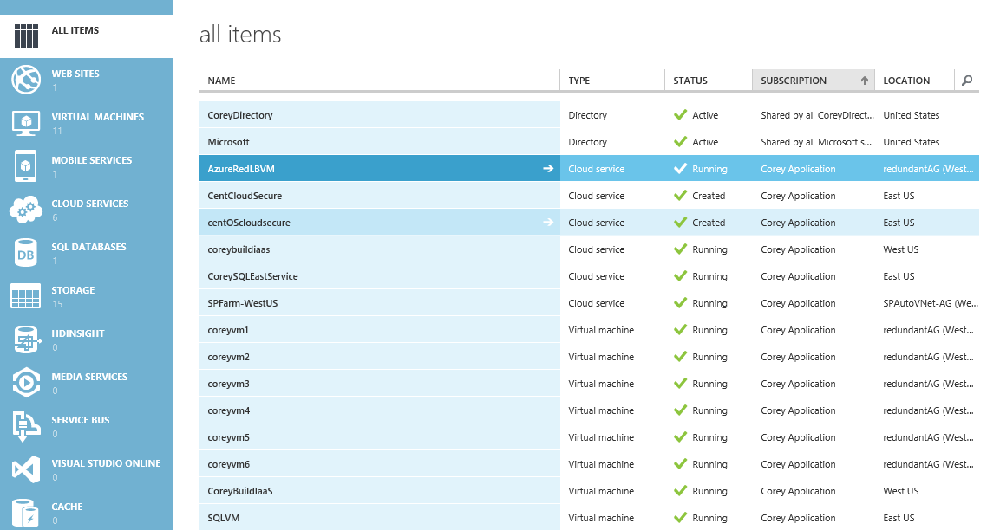 ALL ITEMS
WEB SITES
1
VIRTUAL MACHINES
11
MOBILE SERVICES
1
CLOUD SERVICES
6
SQL DATABASES
DB
1
STORAGE
15
HDINSIGHT
0
MEDIA SERVICES
0
SERVICE BUS
0
VISUAL STUDIO ONLINE
0
CACHE
0
all items
NAME TYPE STATUS SUBSCRIPTION LOCATION
CoreyDirectory Directory Active Shared by all CoreyDirect... United States
Microsoft Directory Active Shared by all Microsoft s... United States
AzureRedLBVM Cloud service Running Corey Application redundantAG (West...
CentCloudSecure Cloud service Created Corey Application East US
centOScloudsecure Cloud service Created Corey Application East US
coreybuildiaas Cloud service Running Corey Application West US
CoreySQLEastService Cloud service Running Corey Application East US
SPFarm-WestUS Cloud service Running Corey Application SPAutoVNet-AG (We...
coreyvm1 Virtual machine Running Corey Application redundantAG (West...
coreyvm2 Virtual machine Running Corey Application redundantAG (West...
coreyvm3 Virtual machine Running Corey Application redundantAG (West...
coreyvm4 Virtual machine Running Corey Application redundantAG (West...
coreyvm5 Virtual machine Running Corey Application redundantAG (West...
coreyvm6 Virtual machine Running Corey Application redundantAG (West...
CoreyBuildIaaS Virtual machine Running Corey Application West US
SQLVM Virtual machine Running Corey Application East US